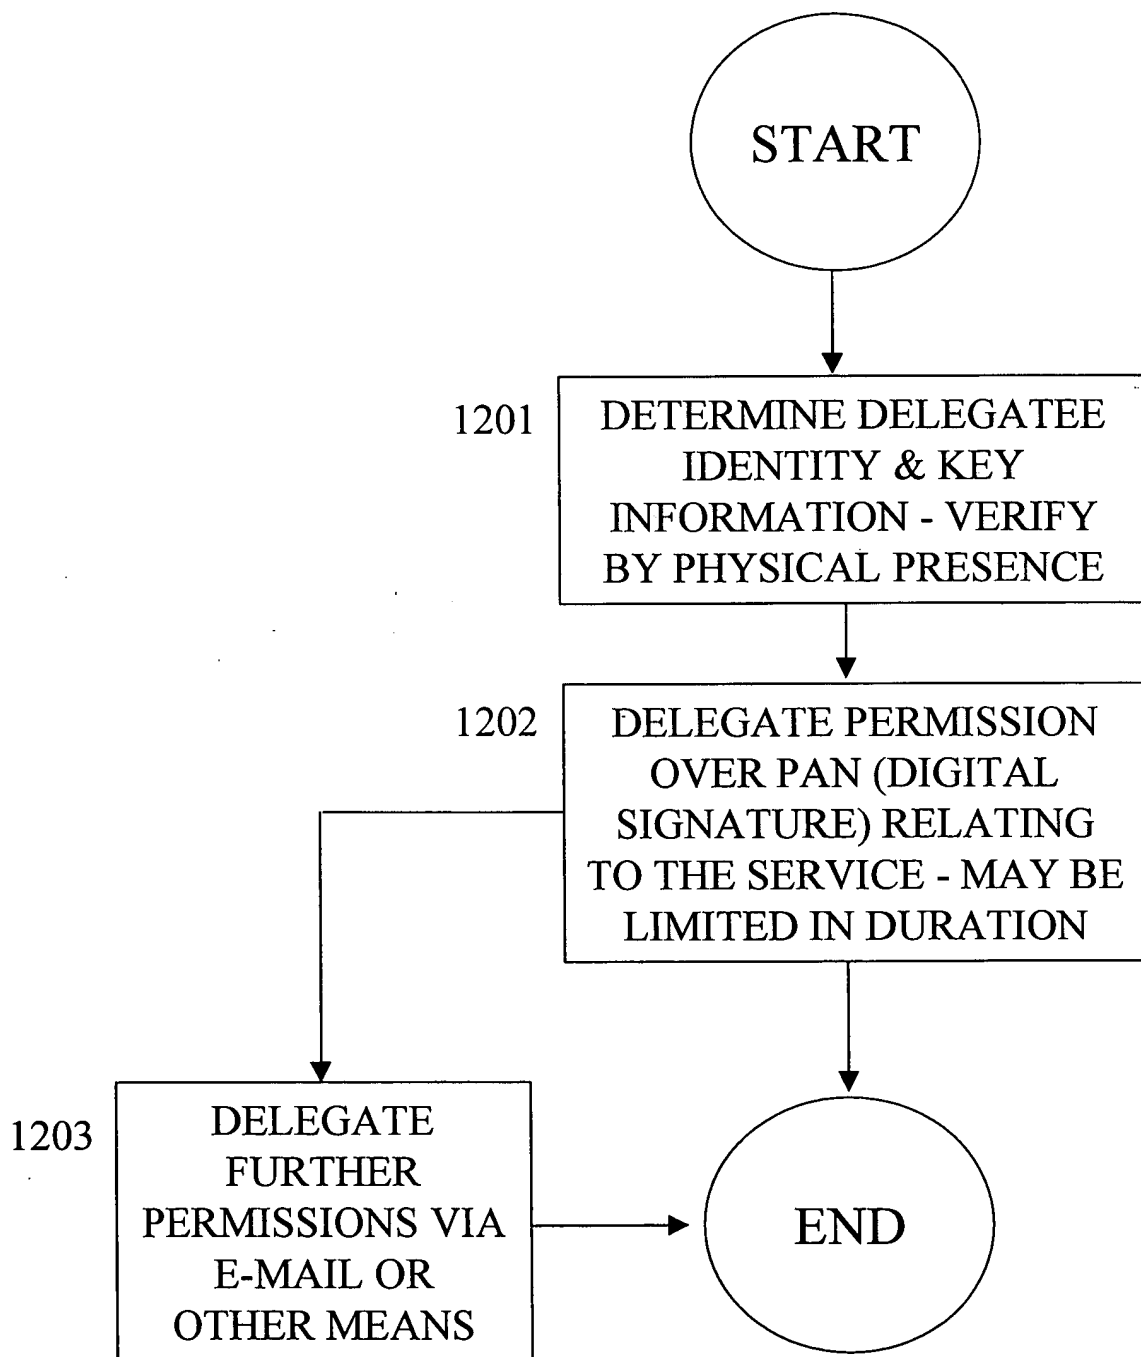 START
1201
DETERMINE DELEGATEE
IDENTITY & KEY
INFORMATION - VERIFY
BY PHYSICAL PRESENCE
1202
DELEGATE PERMISSION
OVER PAN (DIGITAL
SIGNATURE) RELATING
TO THE SERVICE - MAY BE
LIMITED IN DURATION
1203
DELEGATE
FURTHER
PERMISSIONS VIA
E-MAIL OR
OTHER MEANS
END